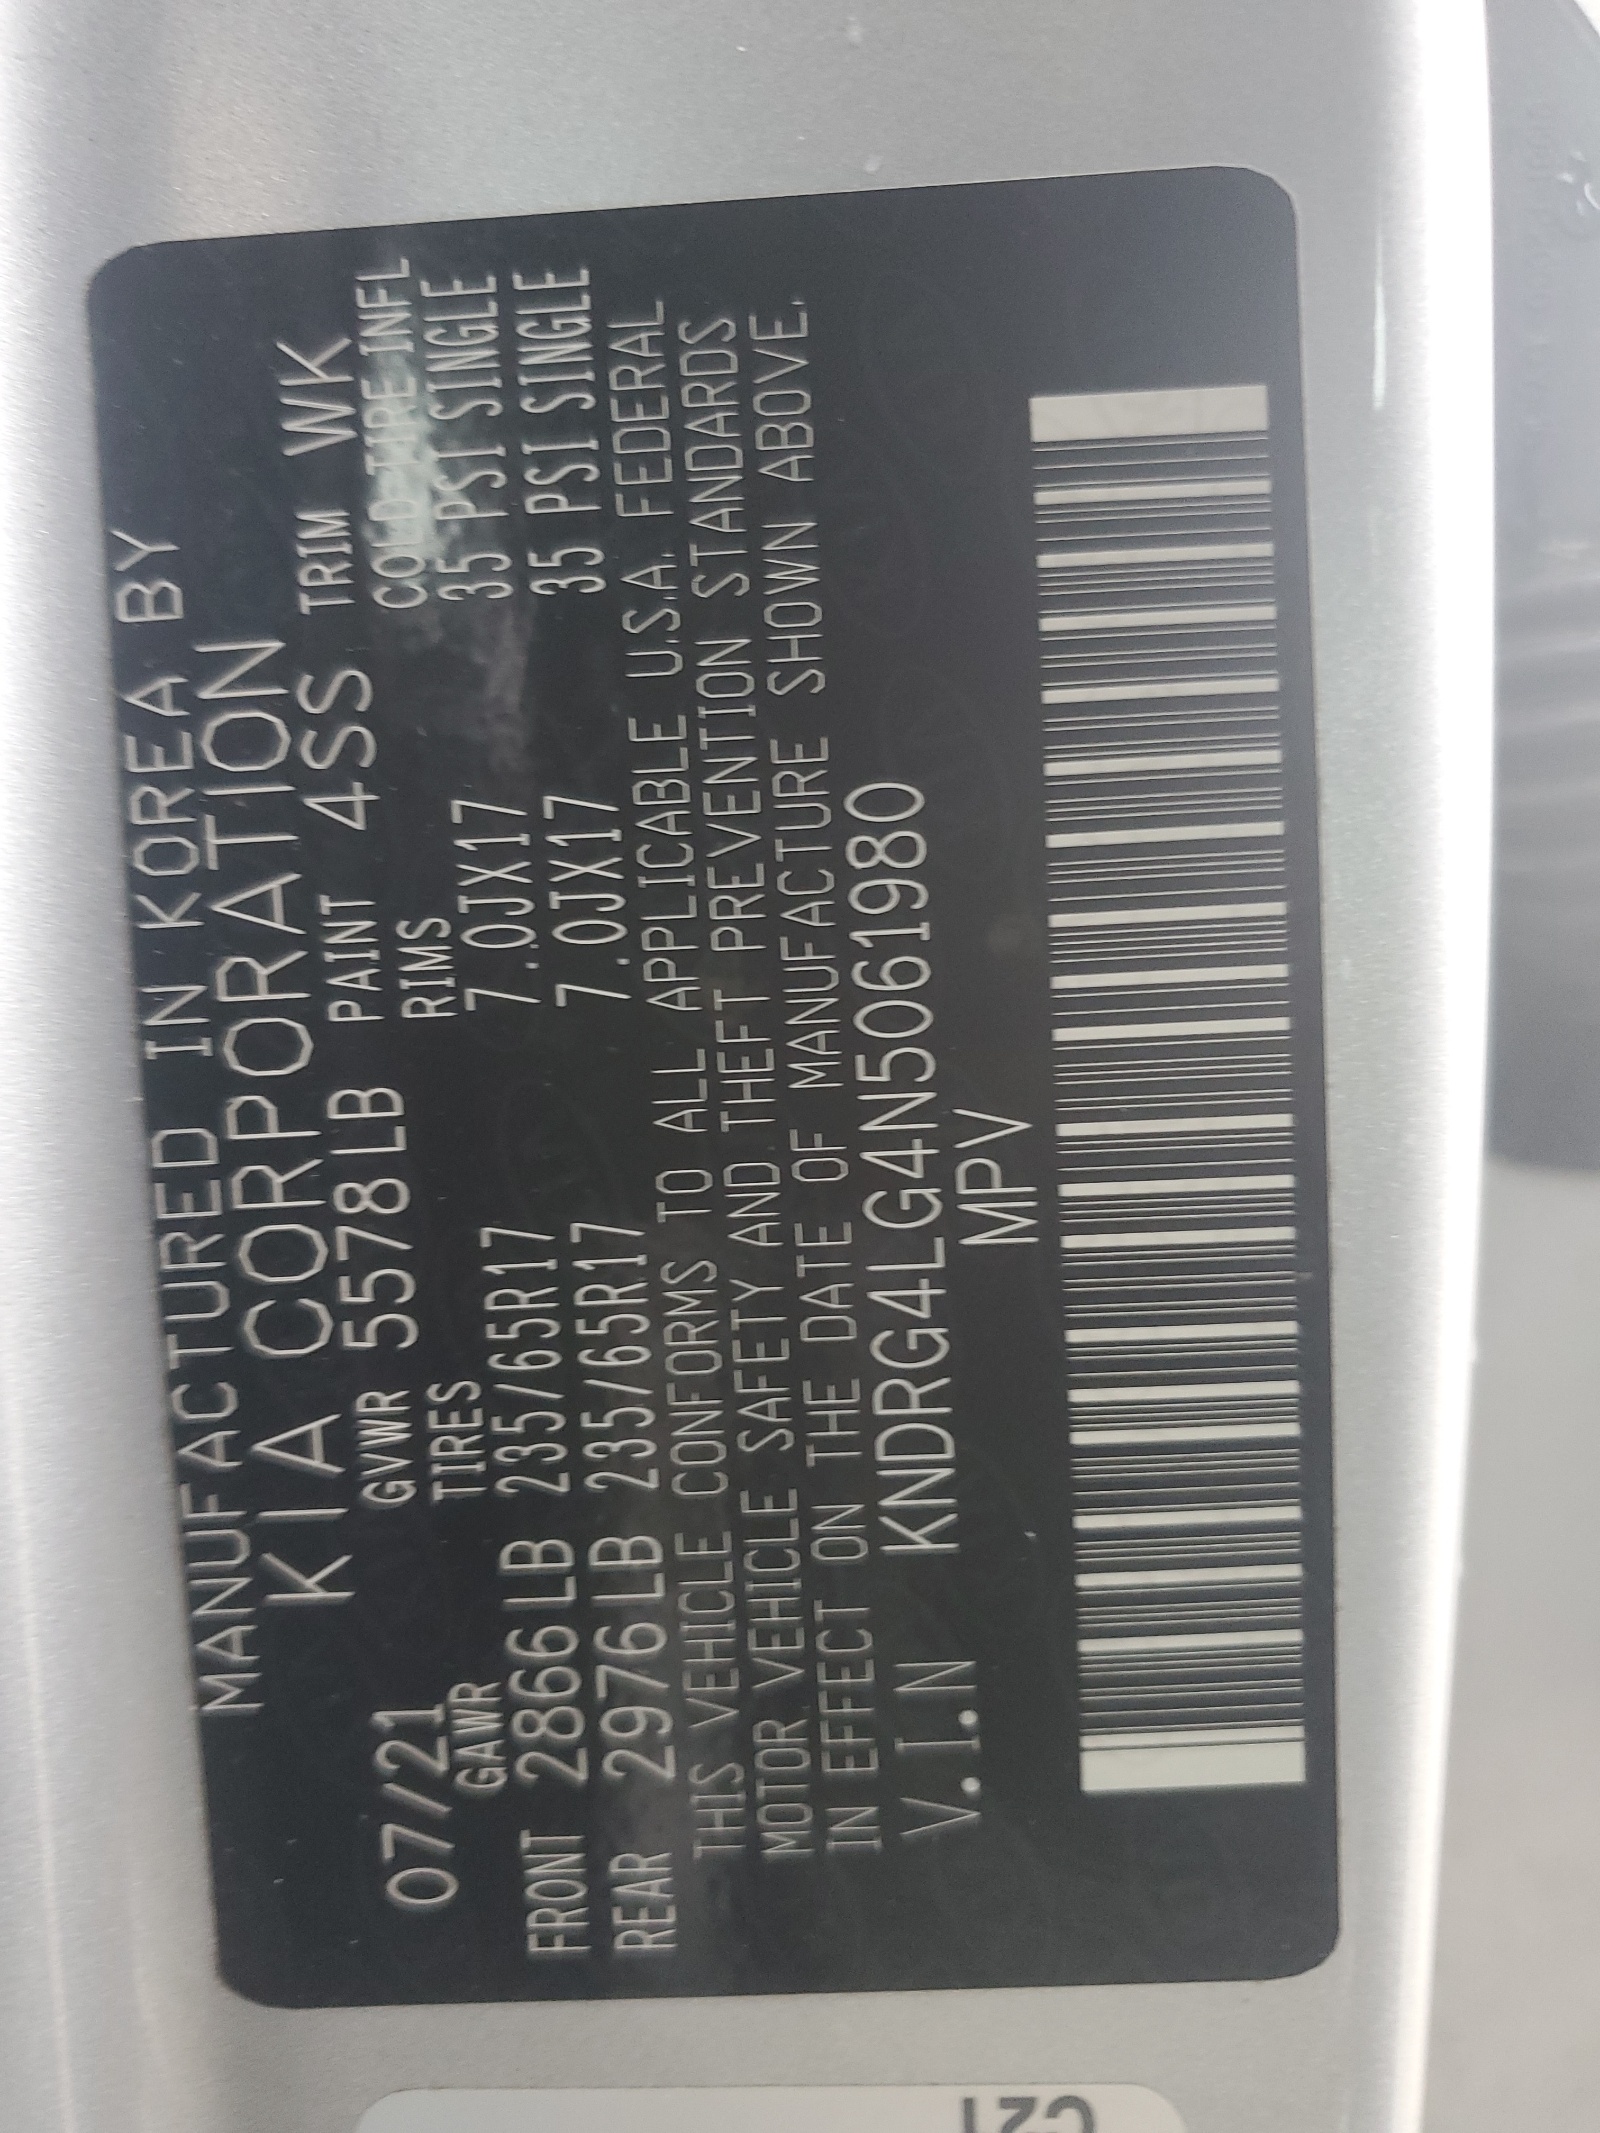 MANUFACTURED IN KOREA BY
KIA CORPORATION
07/21 GVWR 5578LB PAINT 4SS TRIM WK
GAWR TIRES RIMS COLD TIRE INFL
FRONT 2866LB 235/65R17 7.0JX17 35 PSI SINGLE
REAR 2976LB 235/65R17 7.0JX17 35 PSI SINGLE
THIS VEHICLE CONFORMS TO ALL APPLICABLE U.S.A. FEDERAL
MOTOR VEHICLE SAFETY AND THEFT PREVENTION STANDARDS
IN EFFECT ON THE DATE OF MANUFACTURE SHOWN ABOVE.
V.I.N KNDRG4LG4N5061980
MPV
C21